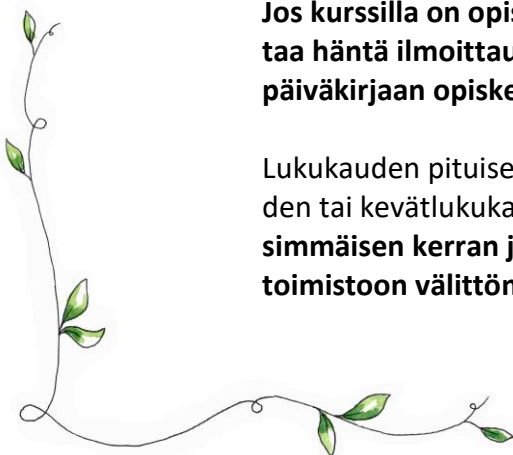 Jos kurssilla on opis
taa häntä ilmoittau
päiväkirjaan opiske
Lukukauden pituise
den tai kevätlukuka
simmäisen kerran j
toimistoon välittön